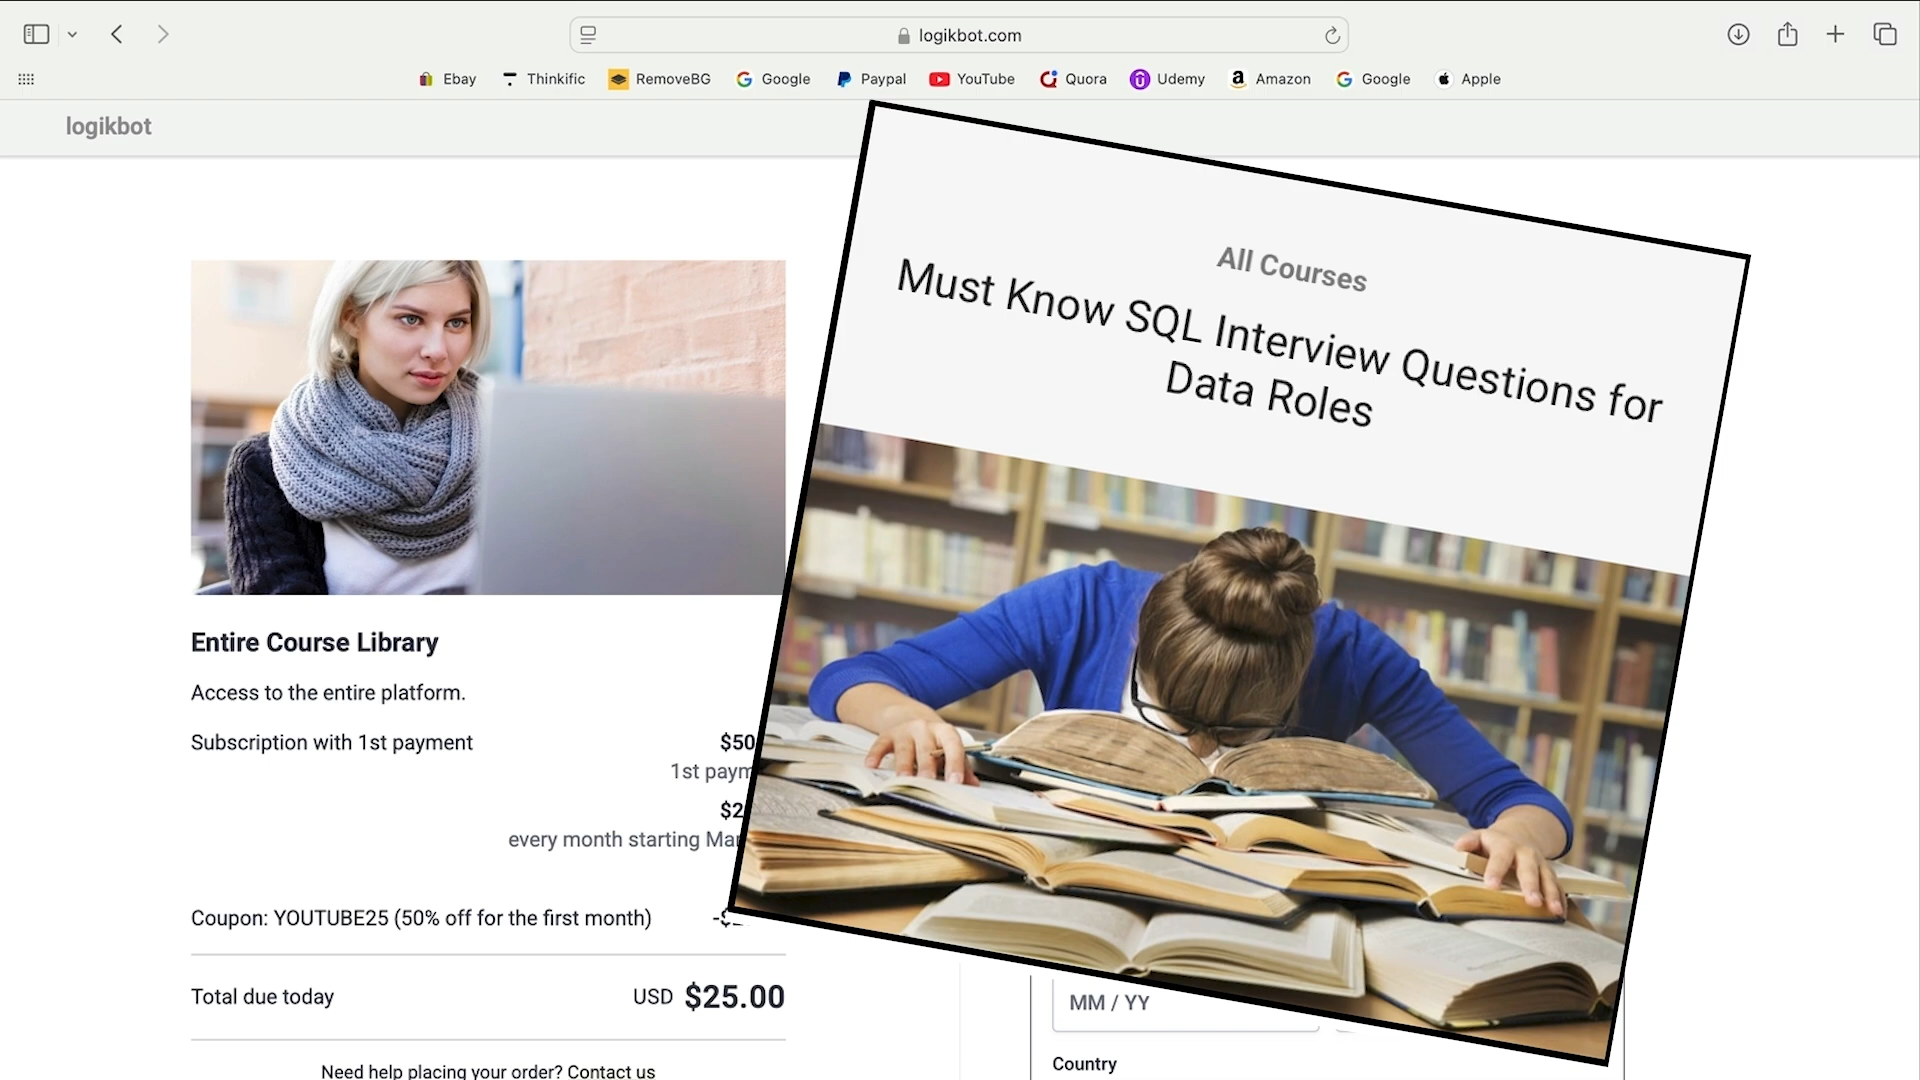 logikbot.com
Ebay Thinkific RemoveBG Google Paypal YouTube Quora Udemy Amazon Google Apple
logikbot
All Courses
Must Know SQL Interview Questions for
Data Roles
Entire Course Library
Access to the entire platform.
Subscription with 1st payment $50
1st
every month starting
Coupon: YOUTUBE25 (50% off for the first month)
Total due today USD $25.00
Need help placing your order? Contact us
MM / YY
Country